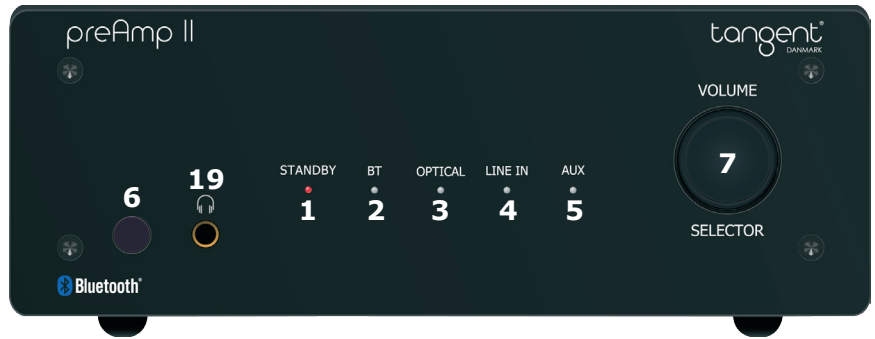 preAmp II
tangent®
DANMARK
VOLUME
7
SELECTOR
19
6
STANDBY BT OPTICAL LINE IN AUX
1 2 3 4 5
Bluetooth®